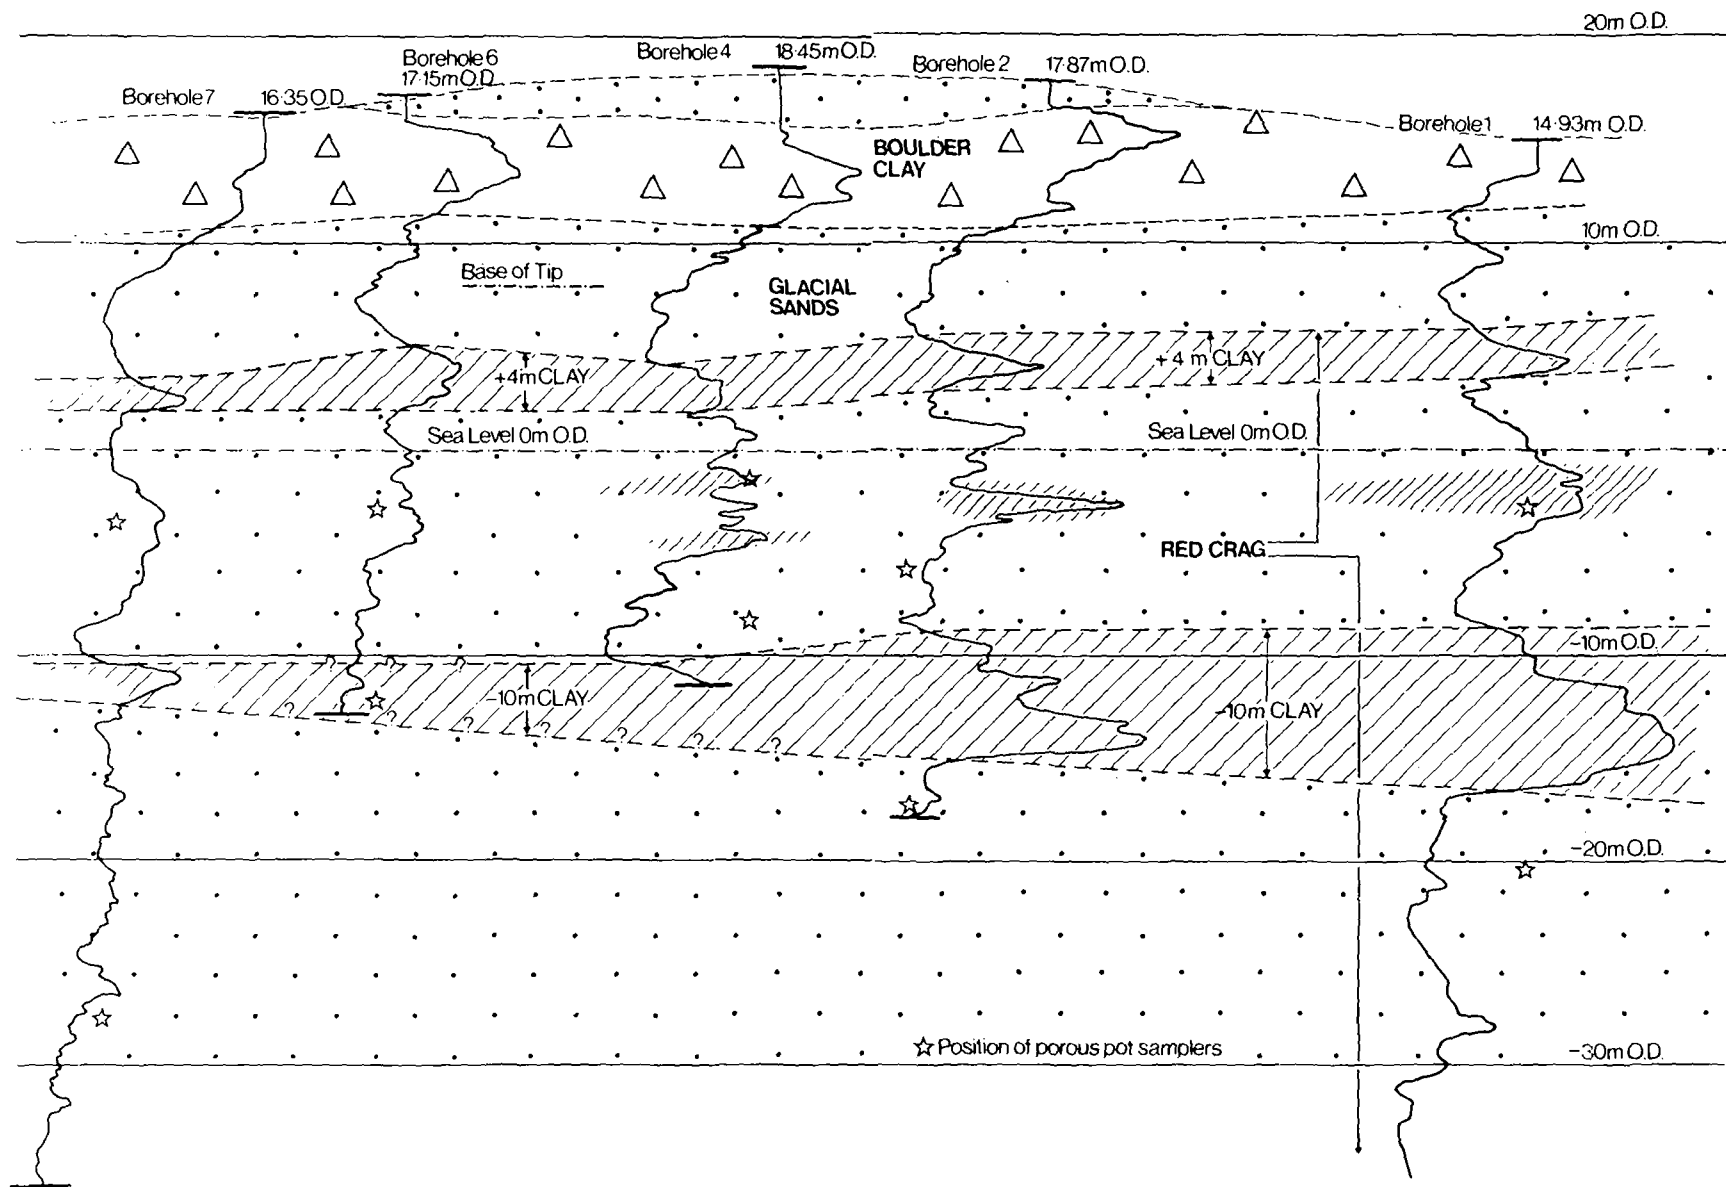 20m O.D.
Borehole 4
18·45m O.D.
Borehole 6
17·15m O.D.
Borehole 2
17·87m O.D.
Borehole 7
16·35 O.D.
Borehole 1
14·93m O.D.
BOULDER
CLAY
10m O.D.
Base of Tip
GLACIAL
SANDS
+4m CLAY
+ 4 m CLAY
Sea Level 0m O.D.
Sea Level 0m O.D.
RED CRAG
-10m O.D.
? ? ?
-10m CLAY
-10m CLAY
? ? ? ? ? ? ?
-20m O.D.
Position of porous pot samplers
-30m O.D.